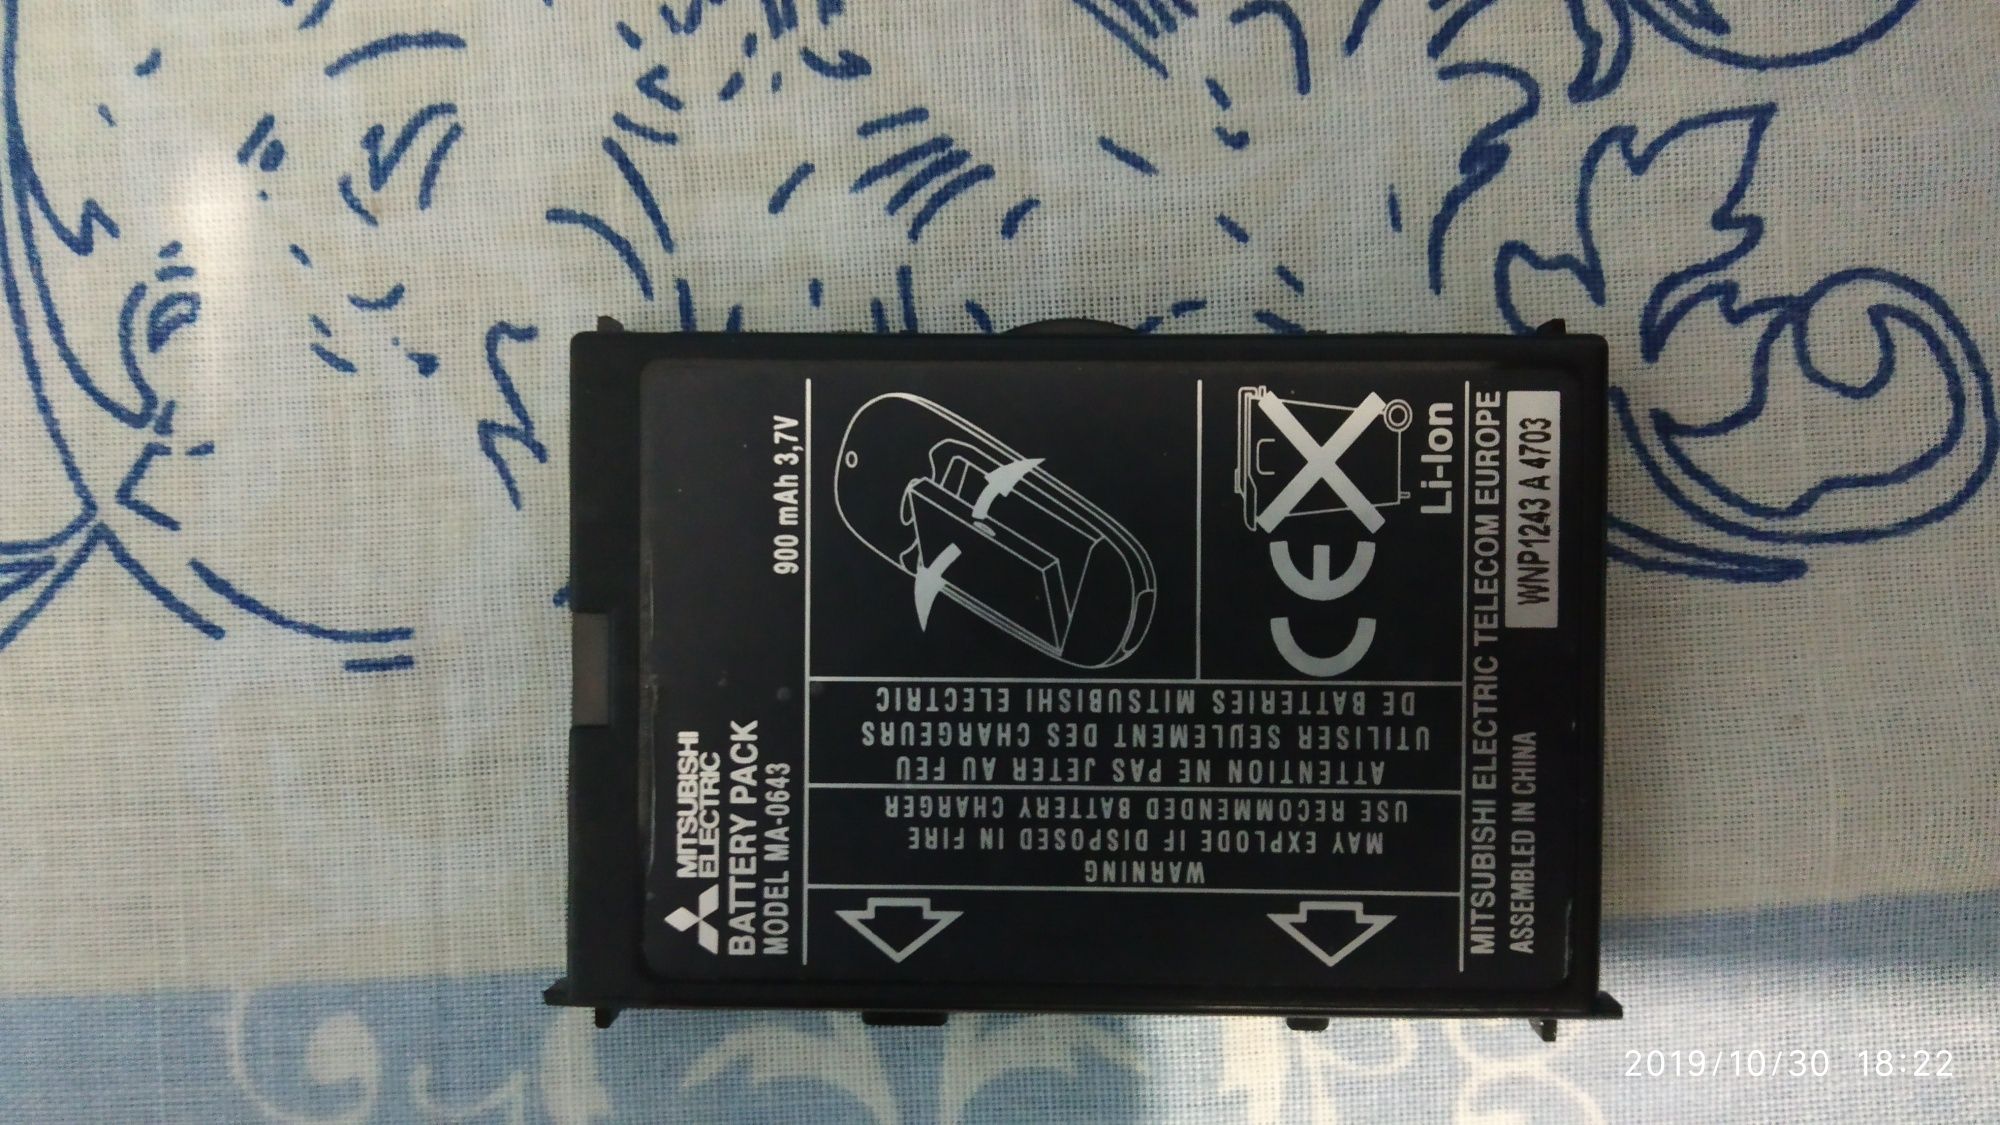 MITSUBISHI
ELECTRIC
BATTERY PACK
MODEL MA-0643
900 mAh 3,7V
WARNING
MAY EXPLODE IF DISPOSED IN FIRE
USE RECOMMENDED BATTERY CHARGER
ATTENTION NE PAS JETER AU FEU
UTILISER SEULEMENT DES CHARGEURS
DE BATTERIES MITSUBISHI ELECTRIC
CE
Li-Ion
MITSUBISHI ELECTRIC TELECOM EUROPE
ASSEMBLED IN CHINA
WNP1243 A 4703
2019/10/30 18:22